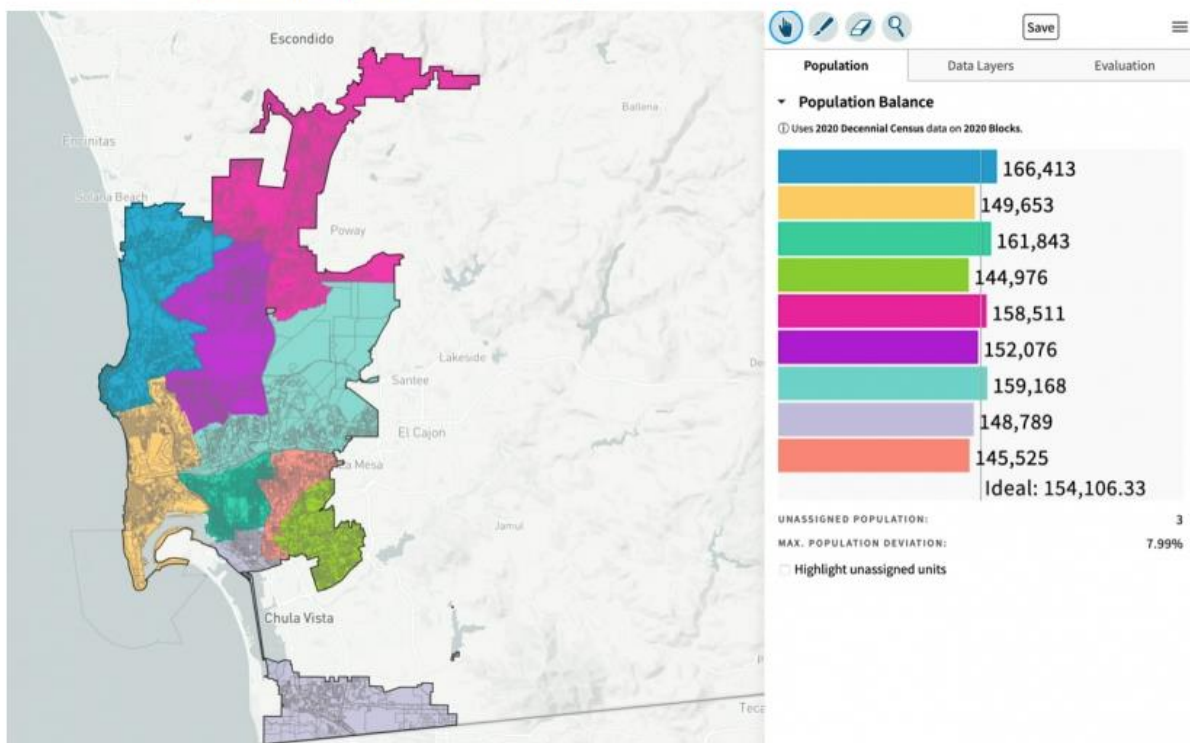 Escondido
Ballena
Encinitas
Solana Beach
Poway
Lakeside
Santee
El Cajon
La Mesa
Jamul
Chula Vista
Save
Population
Data Layers
Evaluation
Population Balance
Uses 2020 Decennial Census data on 2020 Blocks.
166,413
149,653
161,843
144,976
158,511
152,076
159,168
148,789
145,525
Ideal: 154,106.33
UNASSIGNED POPULATION: 3
MAX. POPULATION DEVIATION: 7.99%
Highlight unassigned units